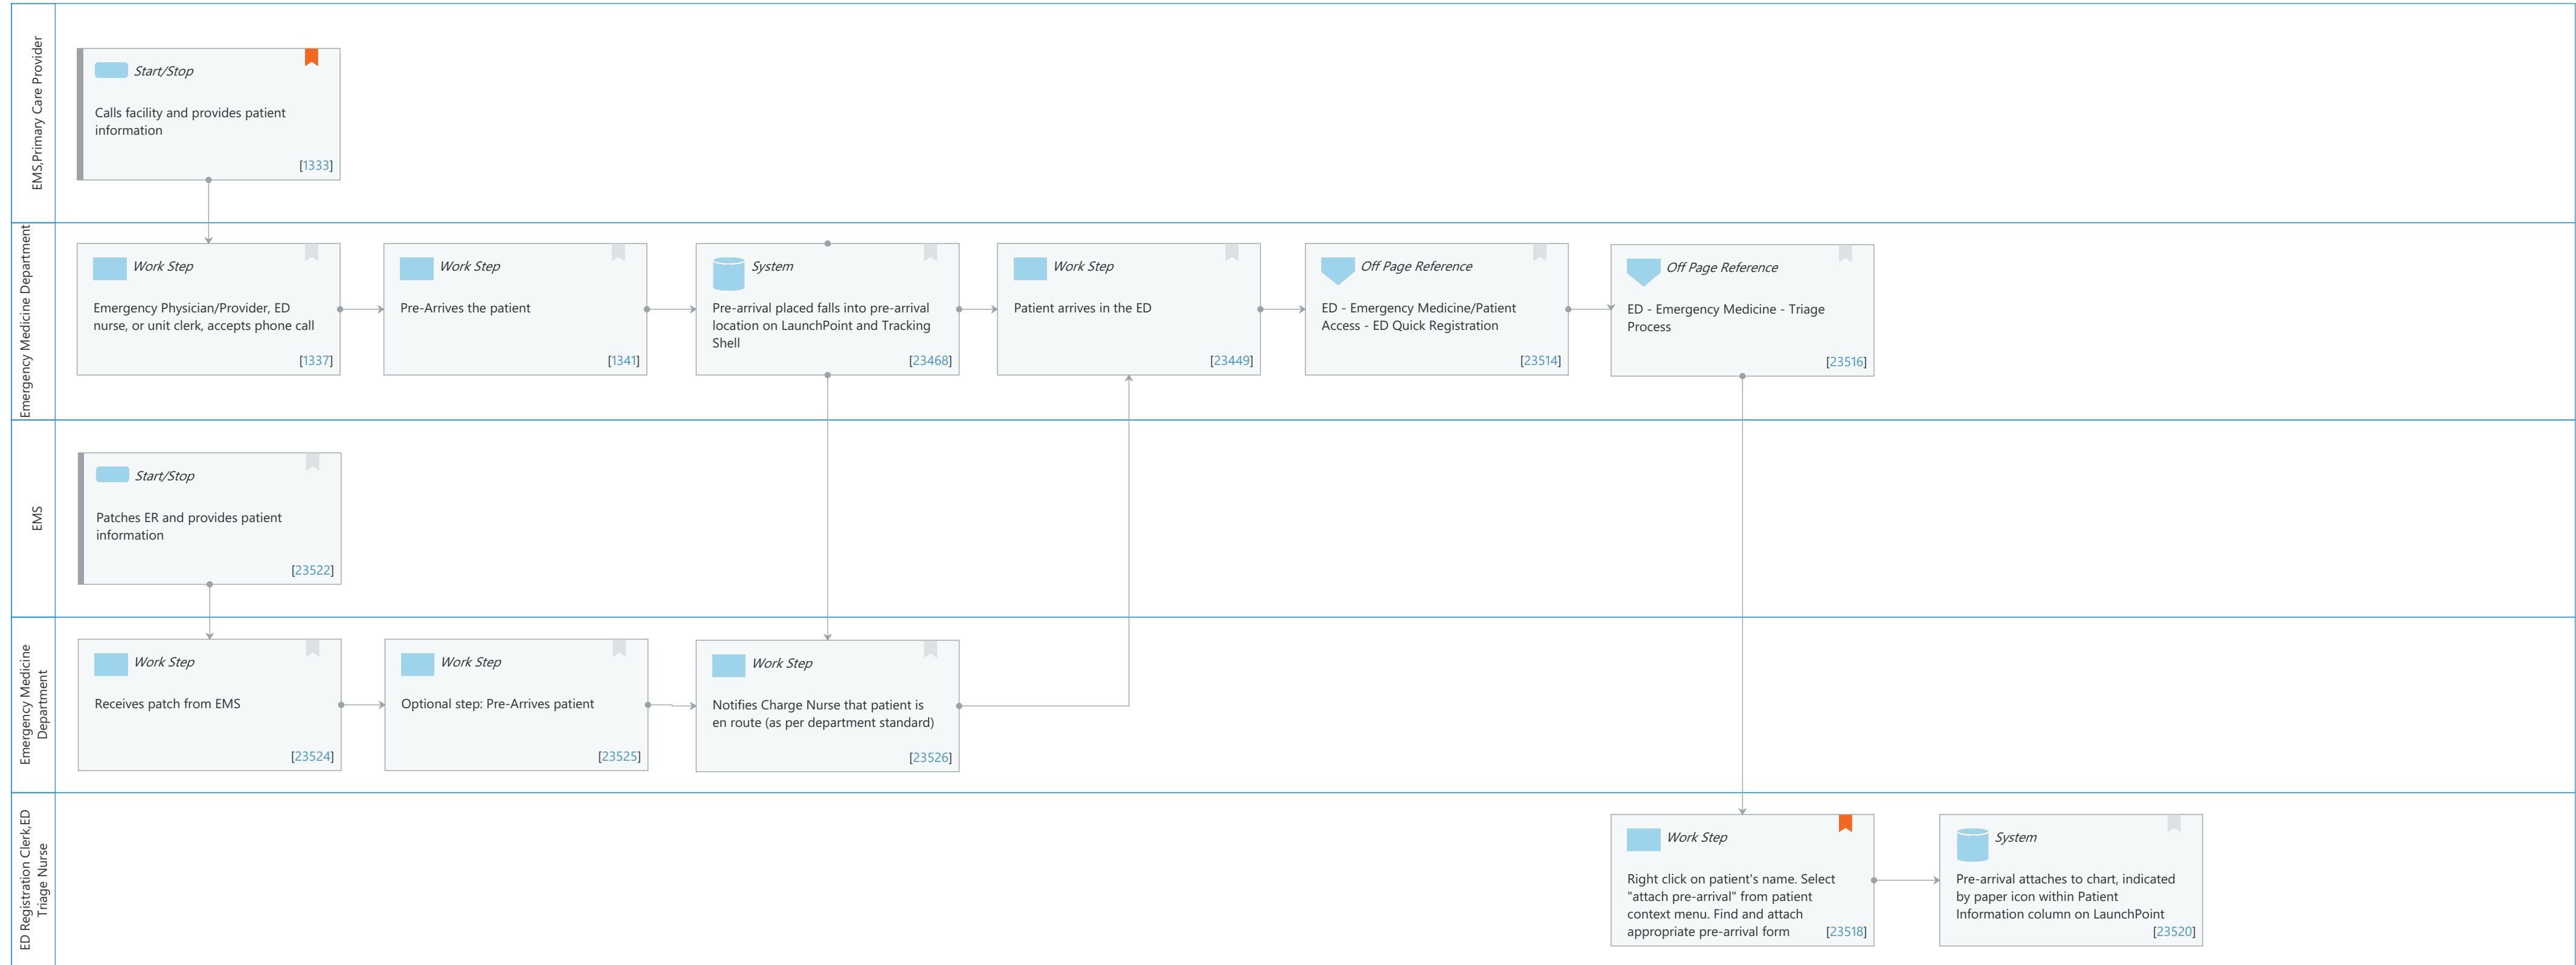 EMS,Primary Care Provider
Start/Stop
Calls facility and provides patient
information
[1333]
Emergency Medicine Department
Work Step
Emergency Physician/Provider, ED
nurse, or unit clerk, accepts phone call
[1337]
Work Step
Pre-Arrives the patient
[1341]
System
Pre-arrival placed falls into pre-arrival
location on LaunchPoint and Tracking
Shell
[23468]
Work Step
Patient arrives in the ED
[23449]
Off Page Reference
ED - Emergency Medicine/Patient
Access - ED Quick Registration
[23514]
Off Page Reference
ED - Emergency Medicine - Triage
Process
[23516]
EMS
Start/Stop
Patches ER and provides patient
information
[23522]
Emergency Medicine
Department
Work Step
Receives patch from EMS
[23524]
Work Step
Optional step: Pre-Arrives patient
[23525]
Work Step
Notifies Charge Nurse that patient is
en route (as per department standard)
[23526]
ED Registration Clerk,ED
Triage Nurse
Work Step
Right click on patient's name. Select
"attach pre-arrival" from patient
context menu. Find and attach
appropriate pre-arrival form
[23518]
System
Pre-arrival attaches to chart, indicated
by paper icon within Patient
Information column on LaunchPoint
[23520]